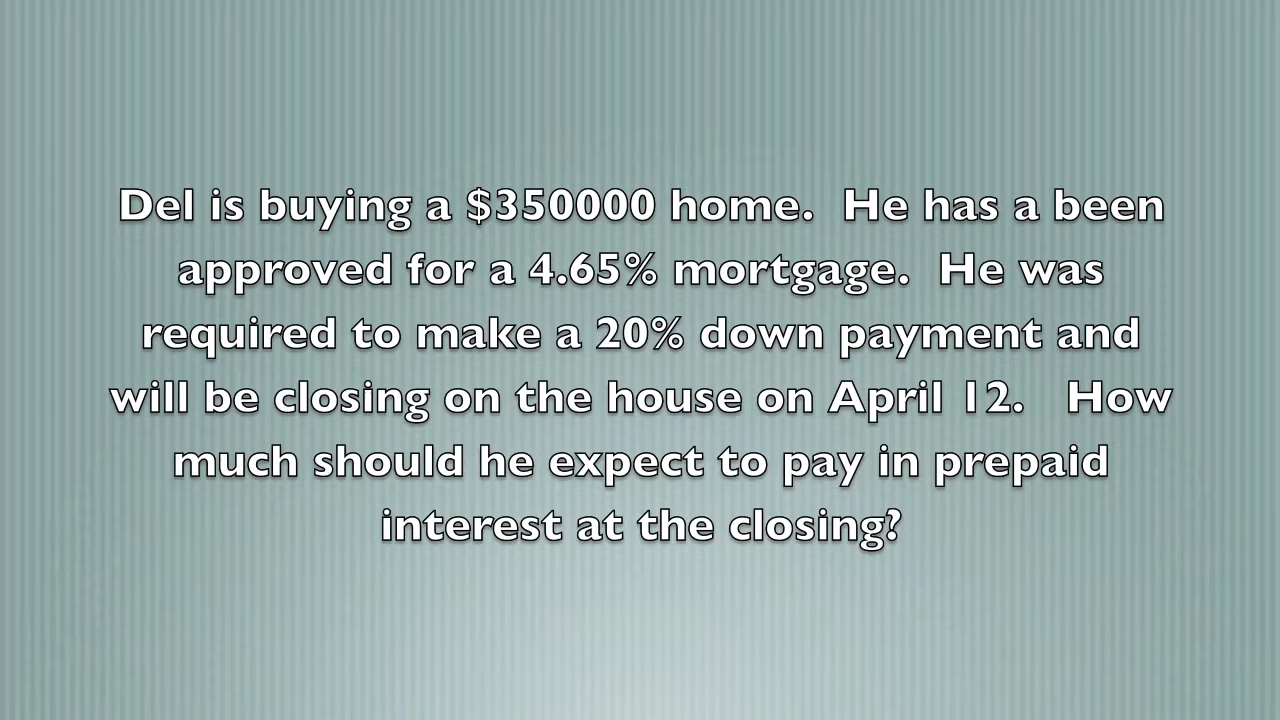 Del is buying a $350000 home.  He has a been
approved for a 4.65% mortgage.  He was
required to make a 20% down payment and
will be closing on the house on April 12.   How
much should he expect to pay in prepaid
interest at the closing?